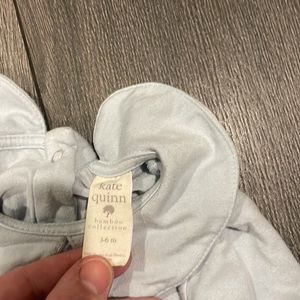 kate
quinn
bamboo
collection
3-6 m